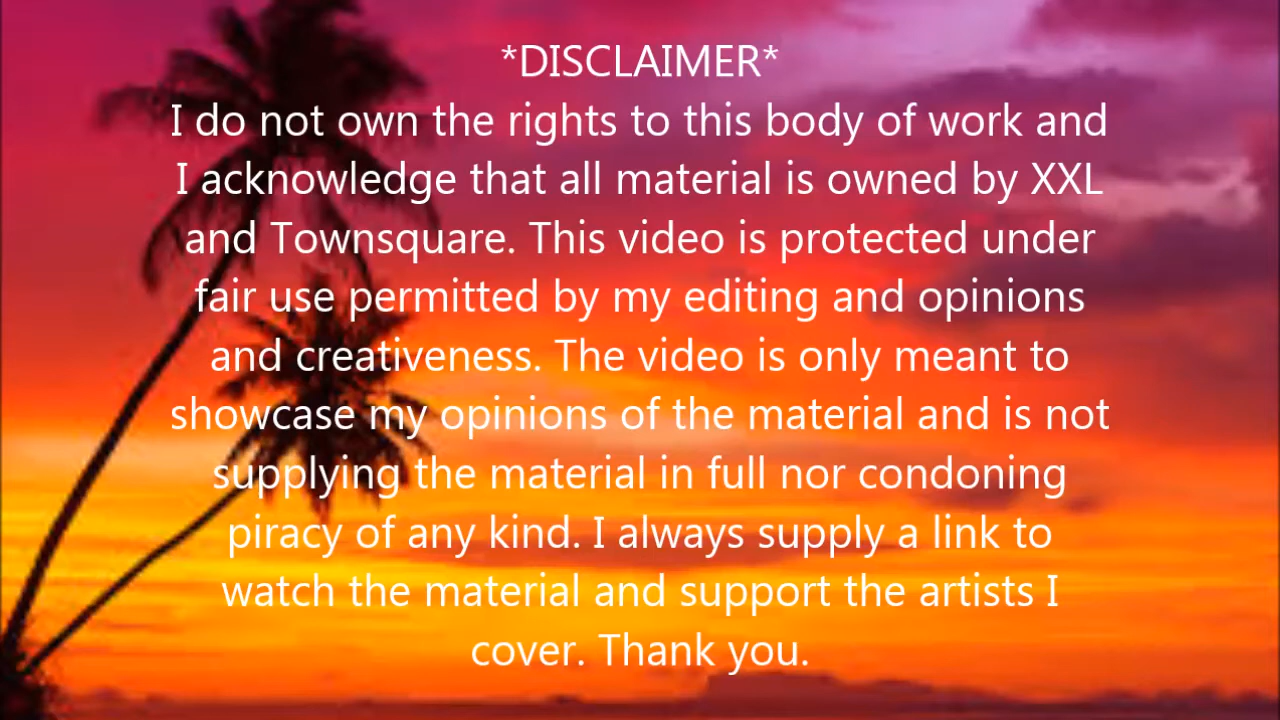 *DISCLAIMER*
I do not own the rights to this body of work and
I acknowledge that all material is owned by XXL
and Townsquare. This video is protected under
fair use permitted by my editing and opinions
and creativeness. The video is only meant to
showcase my opinions of the material and is not
supplying the material in full nor condoning
piracy of any kind. I always supply a link to
watch the material and support the artists I
cover. Thank you.